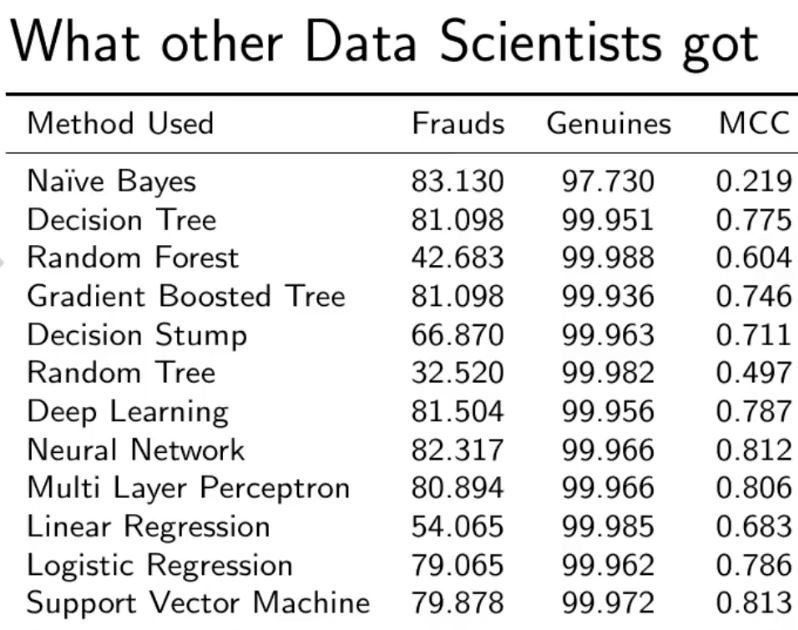 What other Data Scientists got
Method Used Frauds Genuines MCC
Naïve Bayes 83.130 97.730 0.219
Decision Tree 81.098 99.951 0.775
Random Forest 42.683 99.988 0.604
Gradient Boosted Tree 81.098 99.936 0.746
Decision Stump 66.870 99.963 0.711
Random Tree 32.520 99.982 0.497
Deep Learning 81.504 99.956 0.787
Neural Network 82.317 99.966 0.812
Multi Layer Perceptron 80.894 99.966 0.806
Linear Regression 54.065 99.985 0.683
Logistic Regression 79.065 99.962 0.786
Support Vector Machine 79.878 99.972 0.813